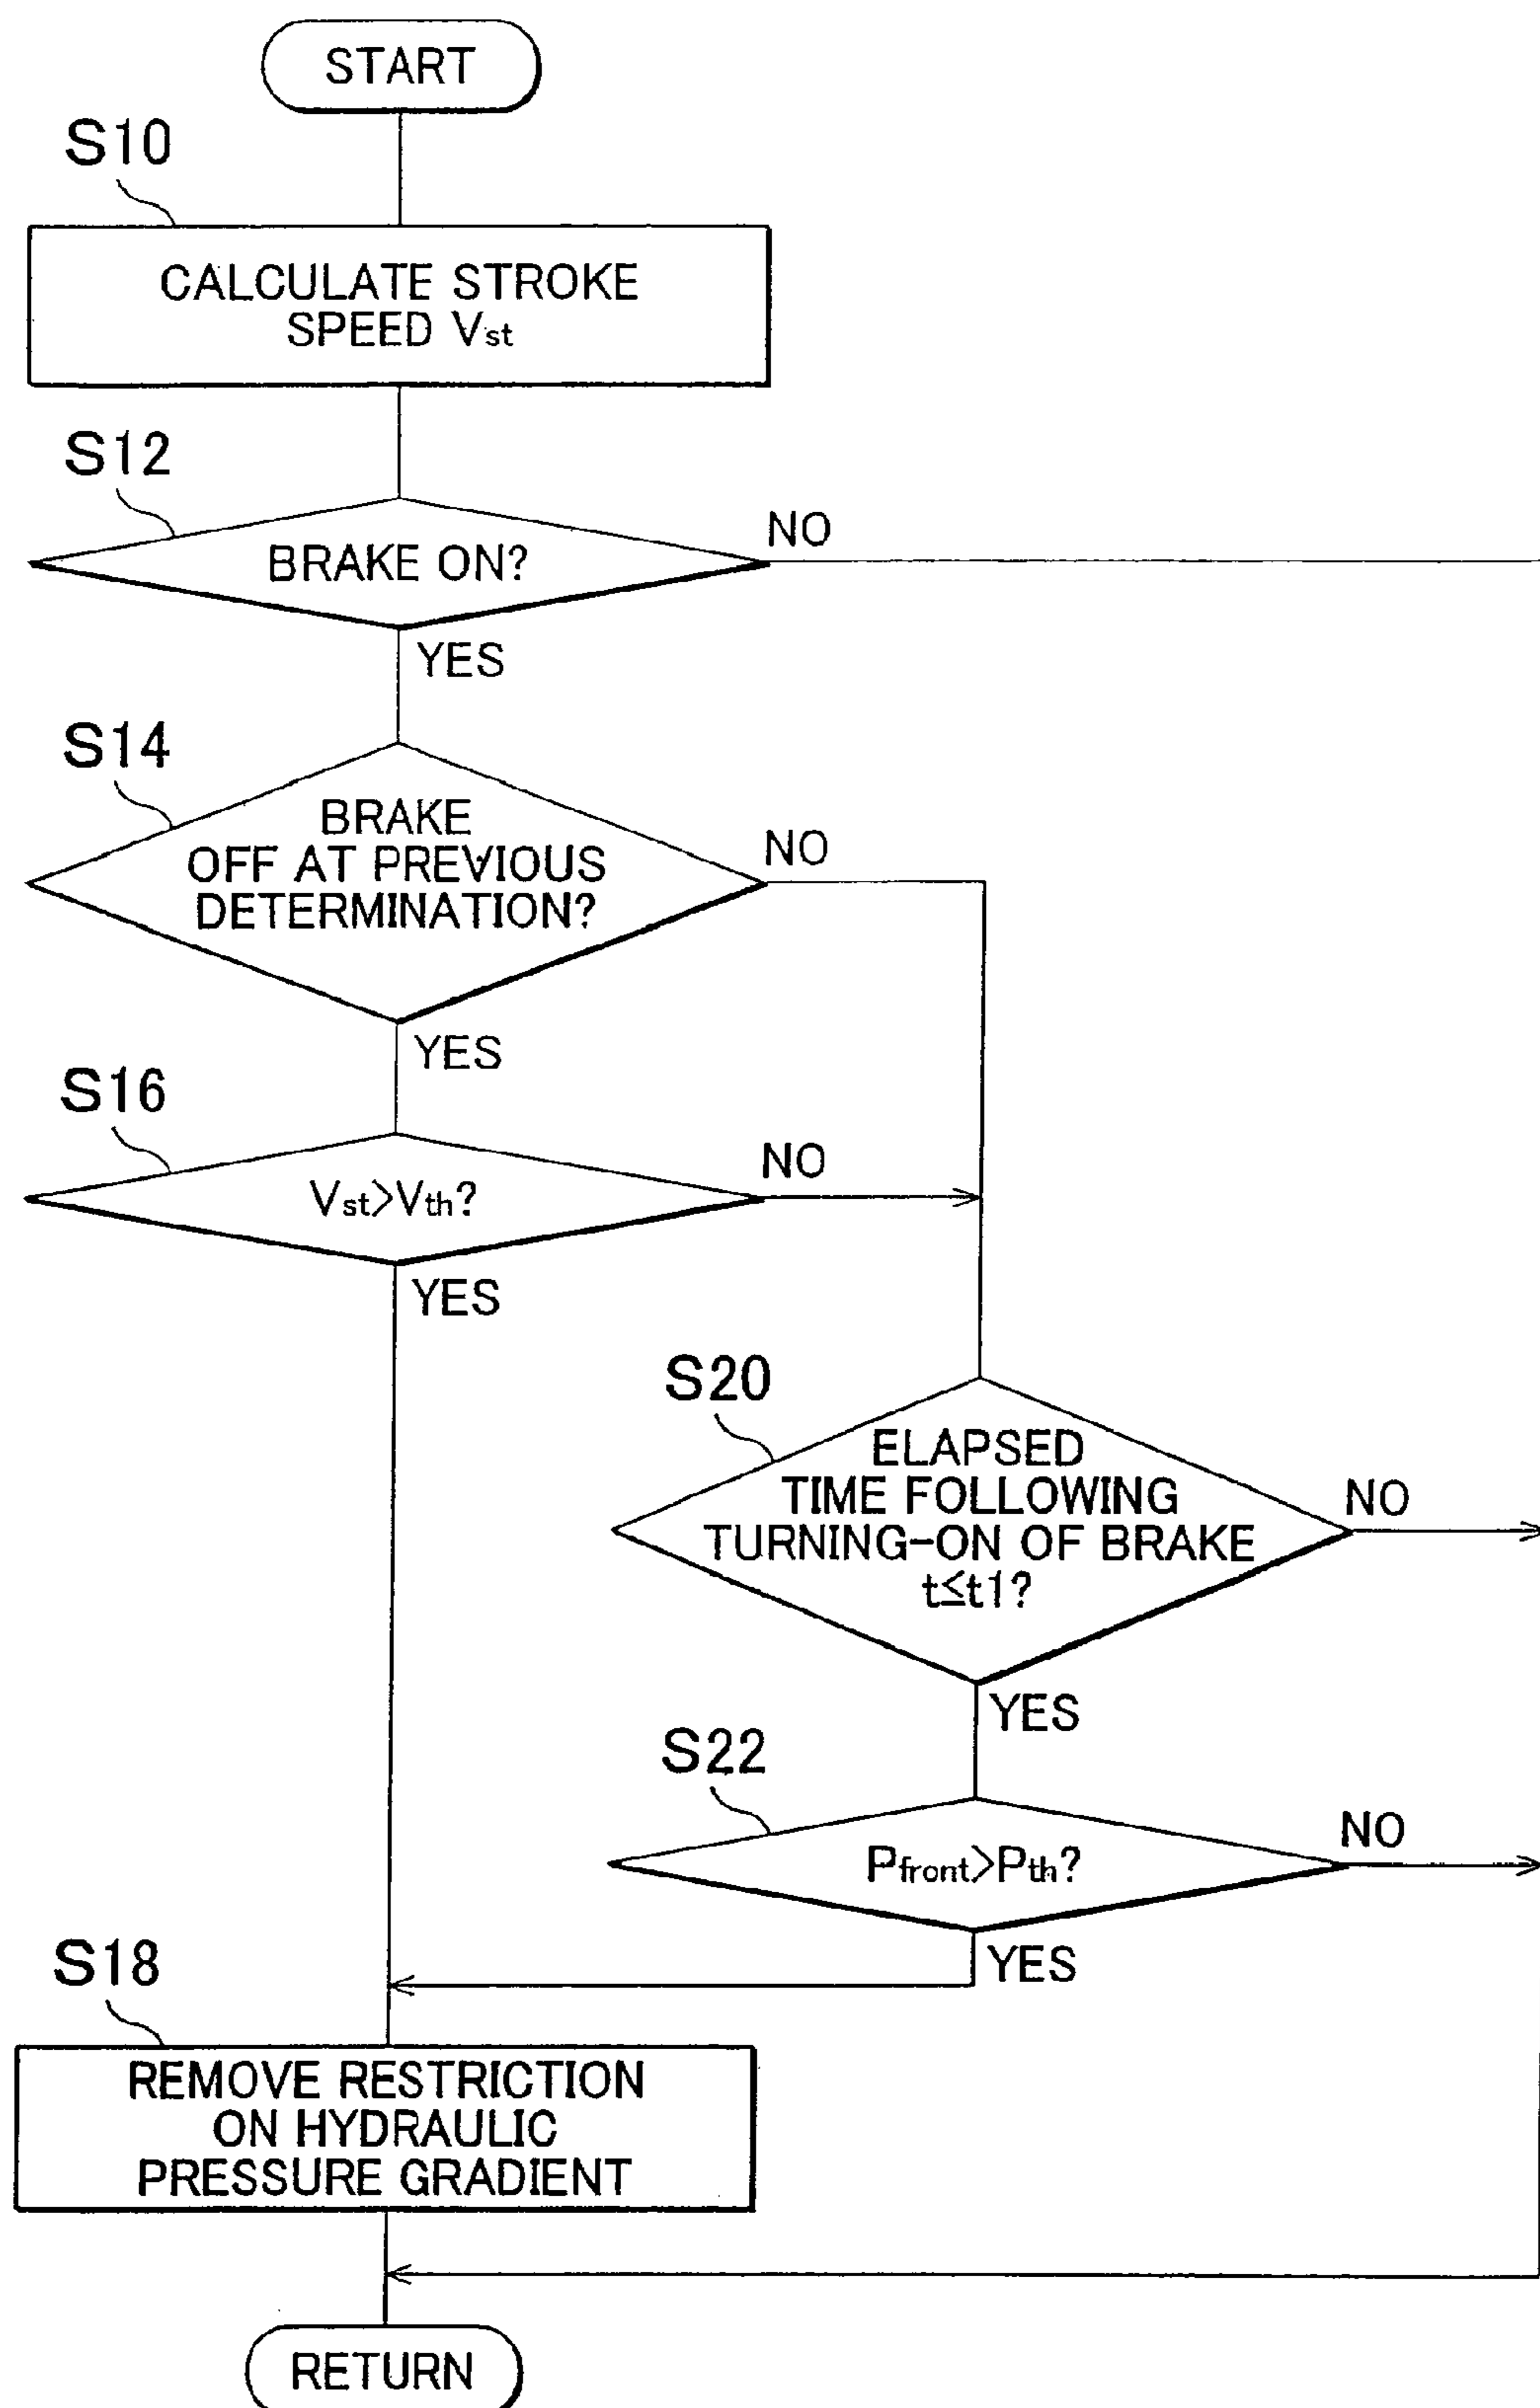 START
S10
CALCULATE STROKE
SPEED Vst
S12
BRAKE ON?
NO
YES
S14
BRAKE
OFF AT PREVIOUS
DETERMINATION?
NO
YES
S16
Vst>Vth?
NO
YES
S20
ELAPSED
TIME FOLLOWING
TURNING-ON OF BRAKE
t≤t1?
NO
YES
S22
Pfront>Pth?
NO
YES
S18
REMOVE RESTRICTION
ON HYDRAULIC
PRESSURE GRADIENT
RETURN